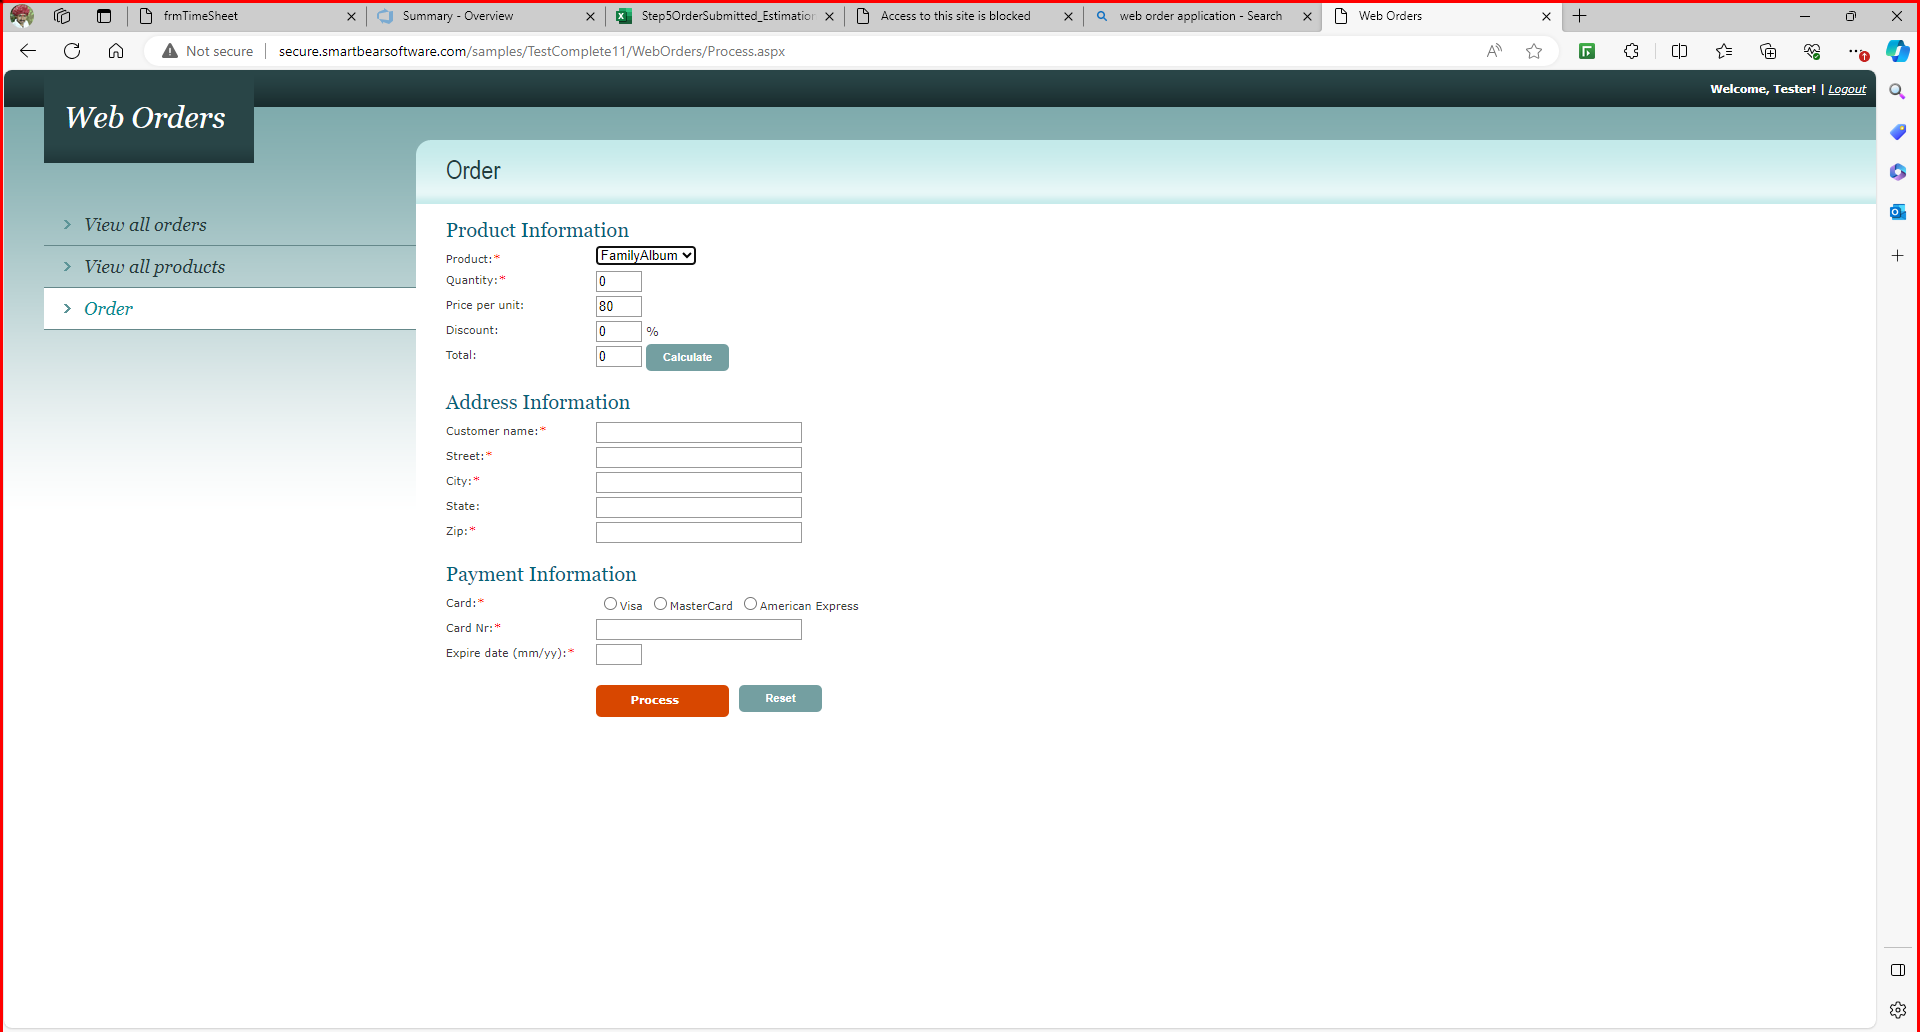 frmTimeSheet
Summary - Overview
Step5OrderSubmitted_Estimation
Access to this site is blocked
web order application - Search
Web Orders
Not secure
secure.smartbearsoftware.com/samples/TestComplete11/WebOrders/Process.aspx
Welcome, Tester! | Logout
Web Orders
View all orders
View all products
Order
Order
Product Information
Product:* FamilyAlbum
Quantity:* 0
Price per unit: 80
Discount: 0 %
Total: 0 Calculate
Address Information
Customer name:*
Street:*
City:*
State:
Zip:*
Payment Information
Card:* Visa MasterCard American Express
Card Nr:*
Expire date (mm/yy):*
Process Reset